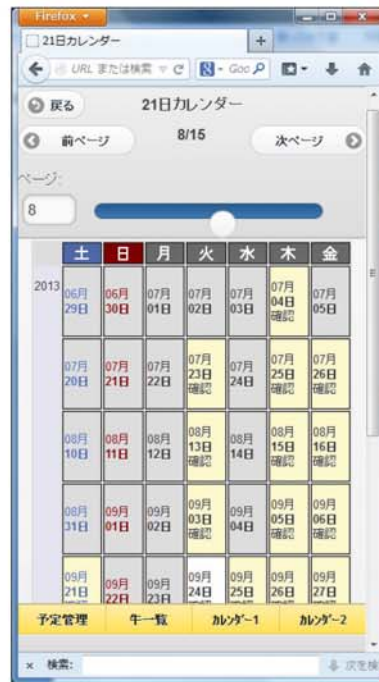 Firefox
21日カレンダー
URL または検索
Goo
戻る 21日カレンダー
前ページ 8/15 次ページ
ページ:
8
土 日 月 火 水 木 金
2013 06月29日 06月30日 07月01日 07月02日 07月03日 07月04日確認 07月05日
07月20日 07月21日 07月22日 07月23日確認 07月24日 07月25日確認 07月26日確認
08月10日 08月11日 08月12日 08月13日確認 08月14日 08月15日確認 08月16日確認
08月31日 09月01日 09月02日 09月03日確認 09月04日 09月05日確認 09月06日確認
09月21日 09月22日 09月23日 09月24日 09月25日 09月26日 09月27日
予定管理 牛一覧 カレンダー1 カレンダー2
× 検索: 次を検